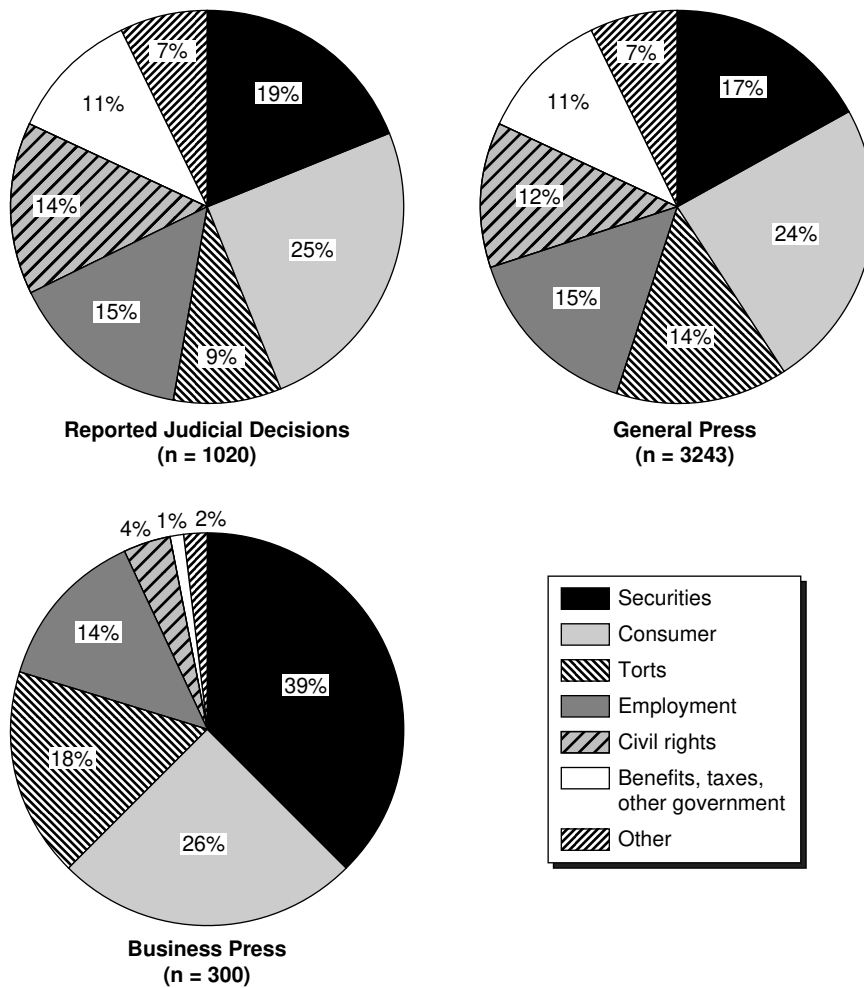 7%
19%
11%
14%
25%
15%
9%
Reported Judicial Decisions
(n = 1020)
7%
17%
11%
12%
24%
15%
14%
General Press
(n = 3243)
4%
1%
2%
14%
39%
18%
26%
Business Press
(n = 300)
Securities
Consumer
Torts
Employment
Civil rights
Benefits, taxes,
other government
Other